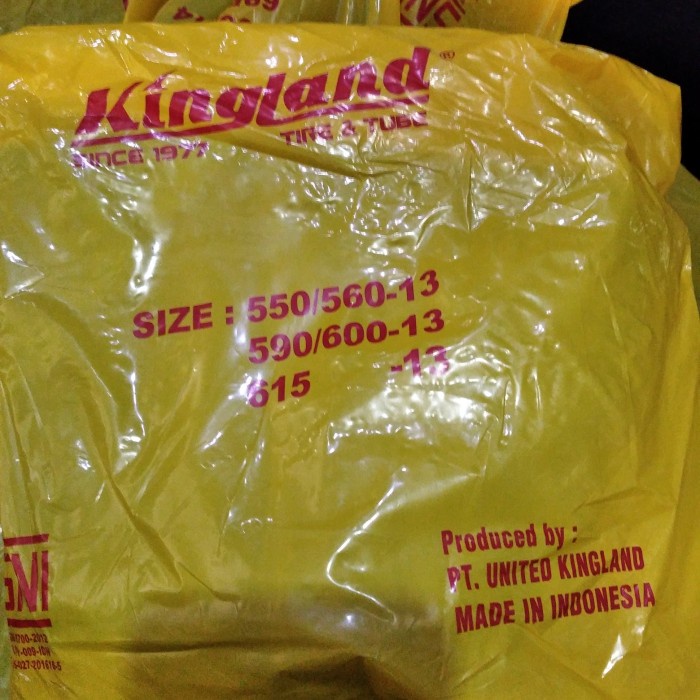 Kingland®
TIRE & TUBE
SINCE 1977
SIZE : 550/560-13
590/600-13
615 -13
SNI
Produced by :
PT. UNITED KINGLAND
MADE IN INDONESIA